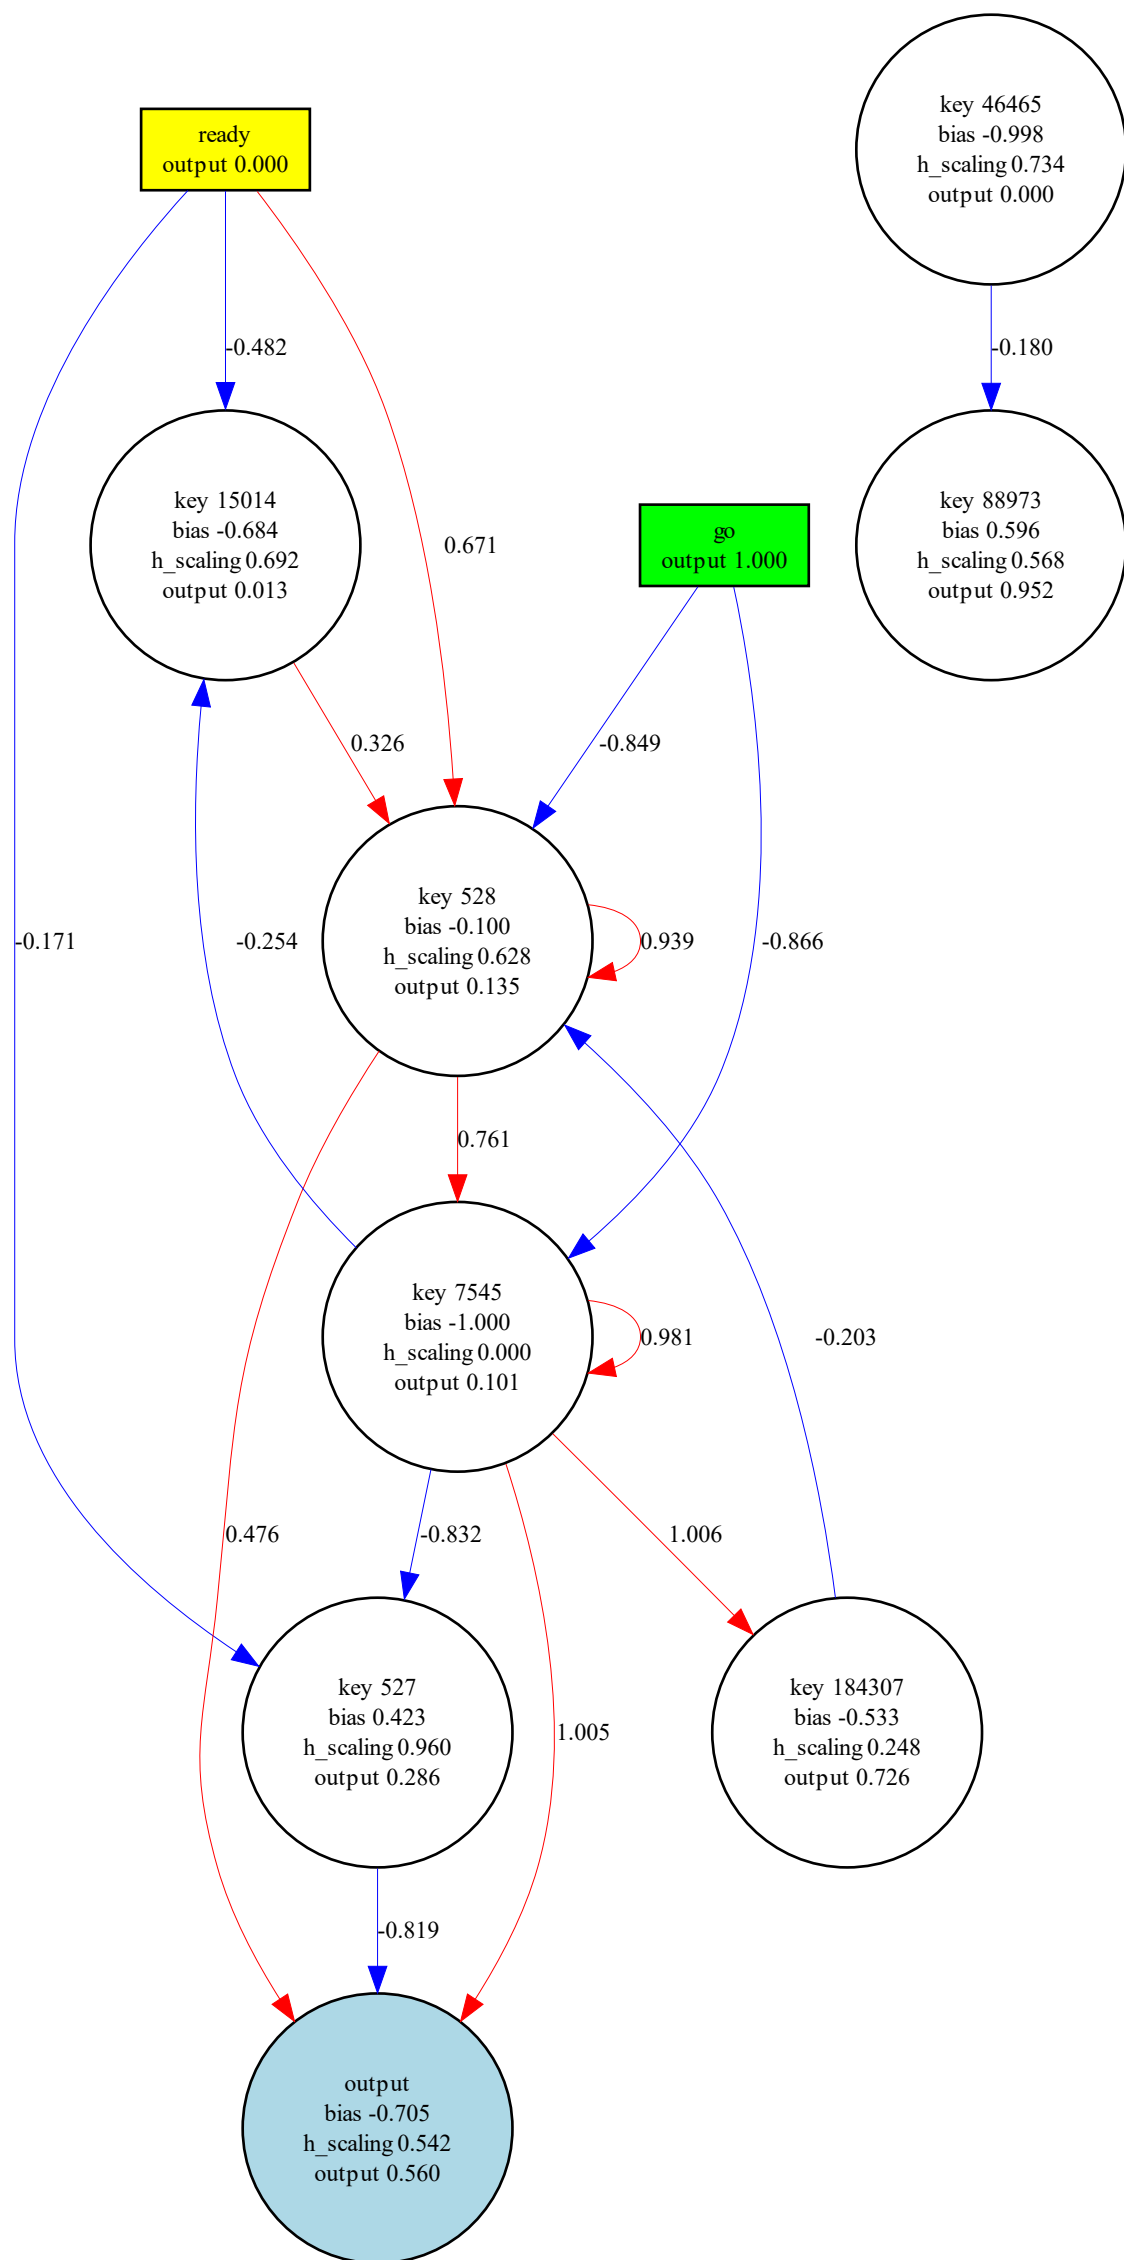 key 46465
bias -0.998
h_scaling 0.734
output 0.000
ready
output 0.000
-0.482
-0.180
key 15014
bias -0.684
h_scaling 0.692
output 0.013
0.671
go
output 1.000
key 88973
bias 0.596
h_scaling 0.568
output 0.952
0.326
-0.849
-0.171
-0.254
key 528
bias -0.100
h_scaling 0.628
output 0.135
0.939
-0.866
0.761
key 7545
bias -1.000
h_scaling 0.000
output 0.101
0.981
-0.203
0.476
-0.832
1.006
key 527
bias 0.423
h_scaling 0.960
output 0.286
1.005
key 184307
bias -0.533
h_scaling 0.248
output 0.726
-0.819
output
bias -0.705
h_scaling 0.542
output 0.560